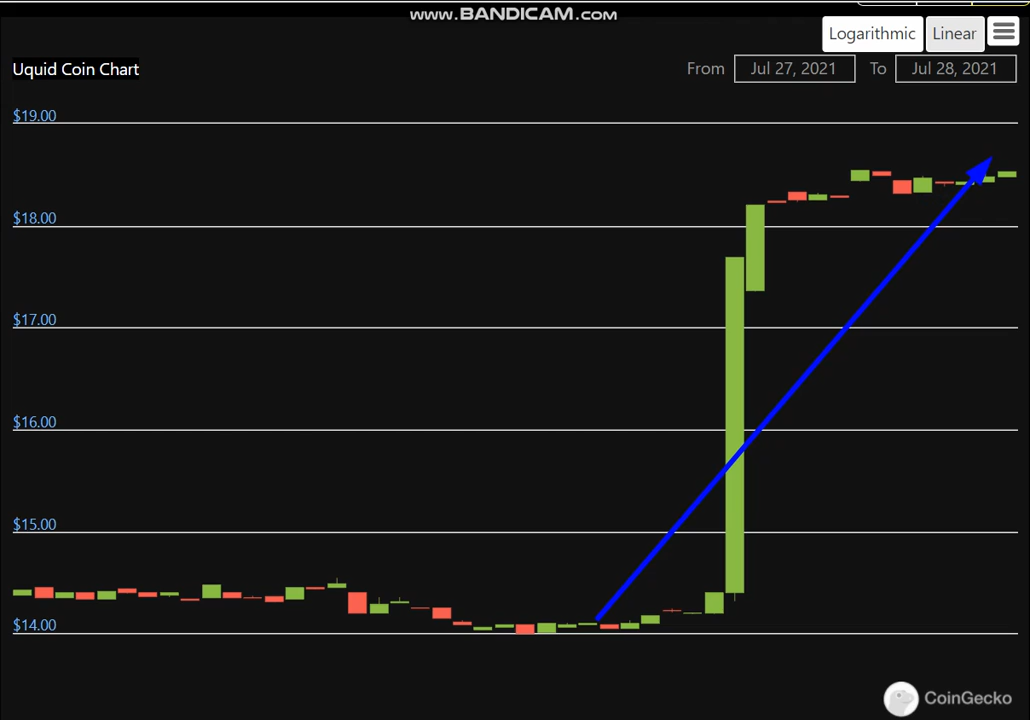 www.BANDICAM.com
Logarithmic Linear
Uquid Coin Chart
From Jul 27, 2021 To Jul 28, 2021
$19.00
$18.00
$17.00
$16.00
$15.00
$14.00
CoinGecko